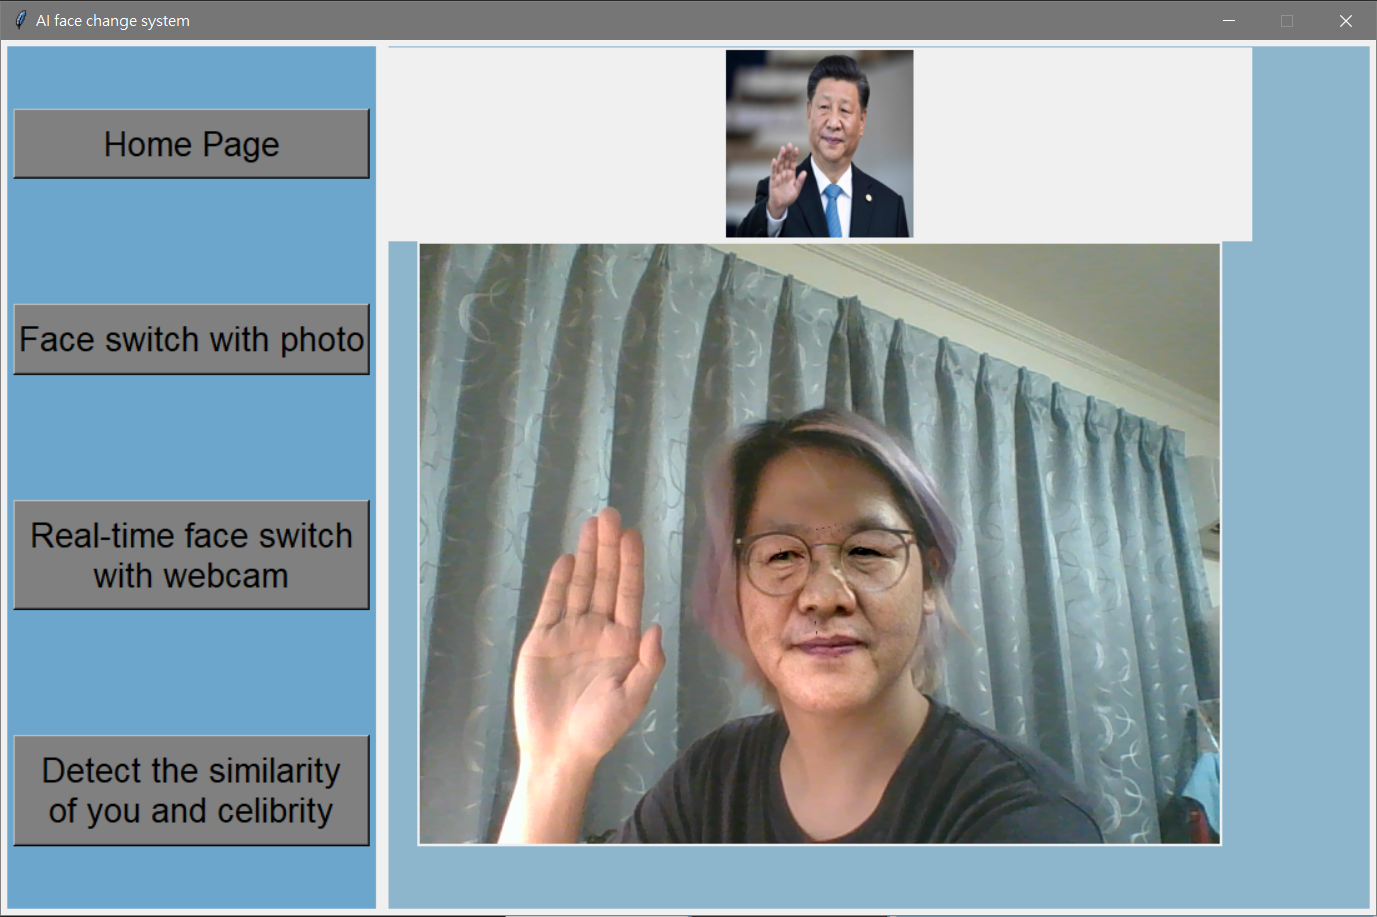 AI face change system
Home Page
Face switch with photo
Real-time face switch
with webcam
Detect the similarity
of you and celibrity